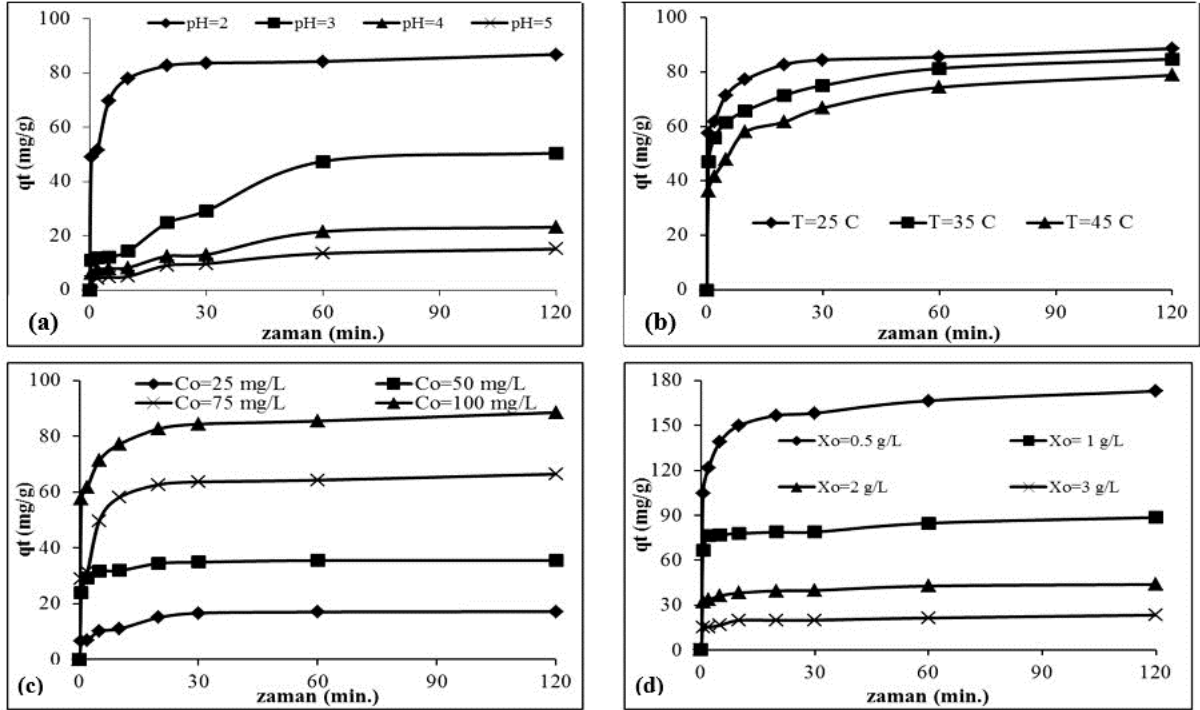 100
80
60
40
20
0
qt (mg/g)
pH=2 pH=3 pH=4 pH=5
0 30 60 90 120
zaman (min.)
(a)
100
80
60
40
20
0
qt (mg/g)
T=25 C T=35 C T=45 C
0 30 60 90 120
zaman (min.)
(b)
100
80
60
40
20
0
qt (mg/g)
Co=25 mg/L Co=50 mg/L
Co=75 mg/L Co=100 mg/L
0 30 60 90 120
zaman (min.)
(c)
180
150
120
90
60
30
0
qt (mg/g)
Xo=0.5 g/L Xo= 1 g/L
Xo=2 g/L Xo=3 g/L
0 30 60 90 120
zaman (min.)
(d)